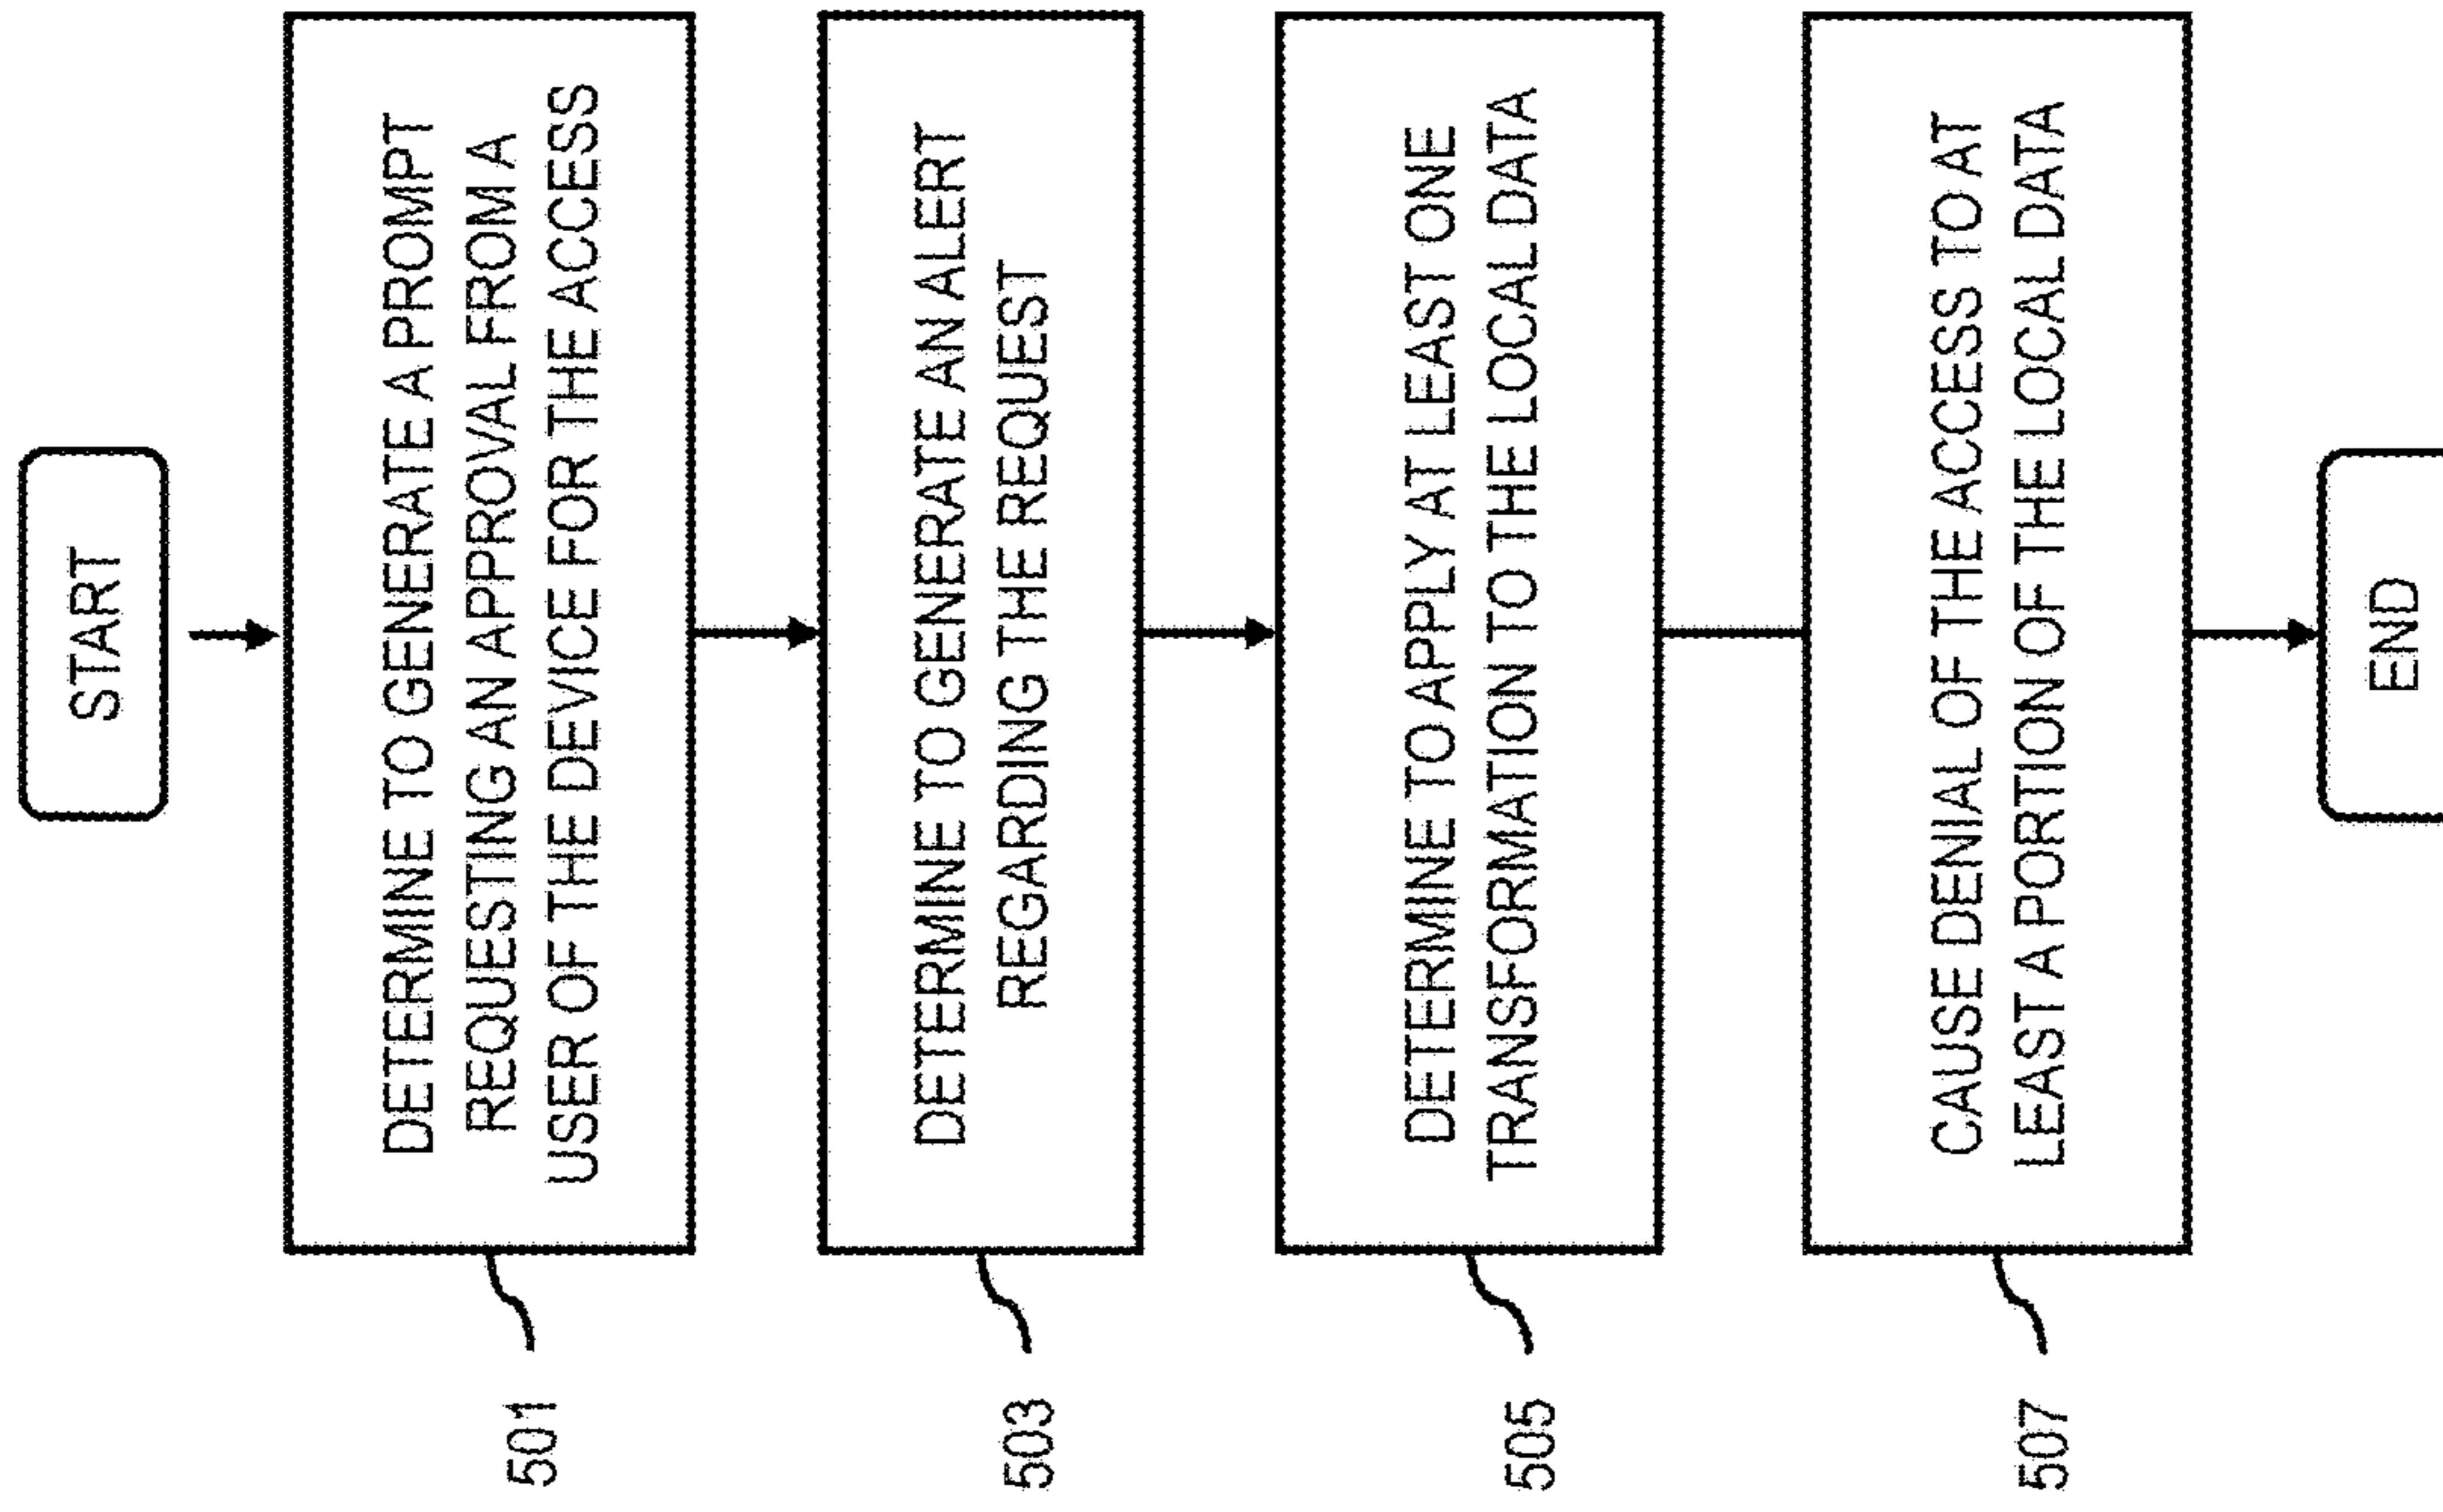 START
DETERMINE TO GENERATE A PROMPT
REQUESTING AN APPROVAL FROM A
USER OF THE DEVICE FOR THE ACCESS
501
DETERMINE TO GENERATE AN ALERT
REGARDING THE REQUEST
503
DETERMINE TO APPLY AT LEAST ONE
TRANSFORMATION TO THE LOCAL DATA
505
CAUSE DENIAL OF THE ACCESS TO AT
LEAST A PORTION OF THE LOCAL DATA
507
END